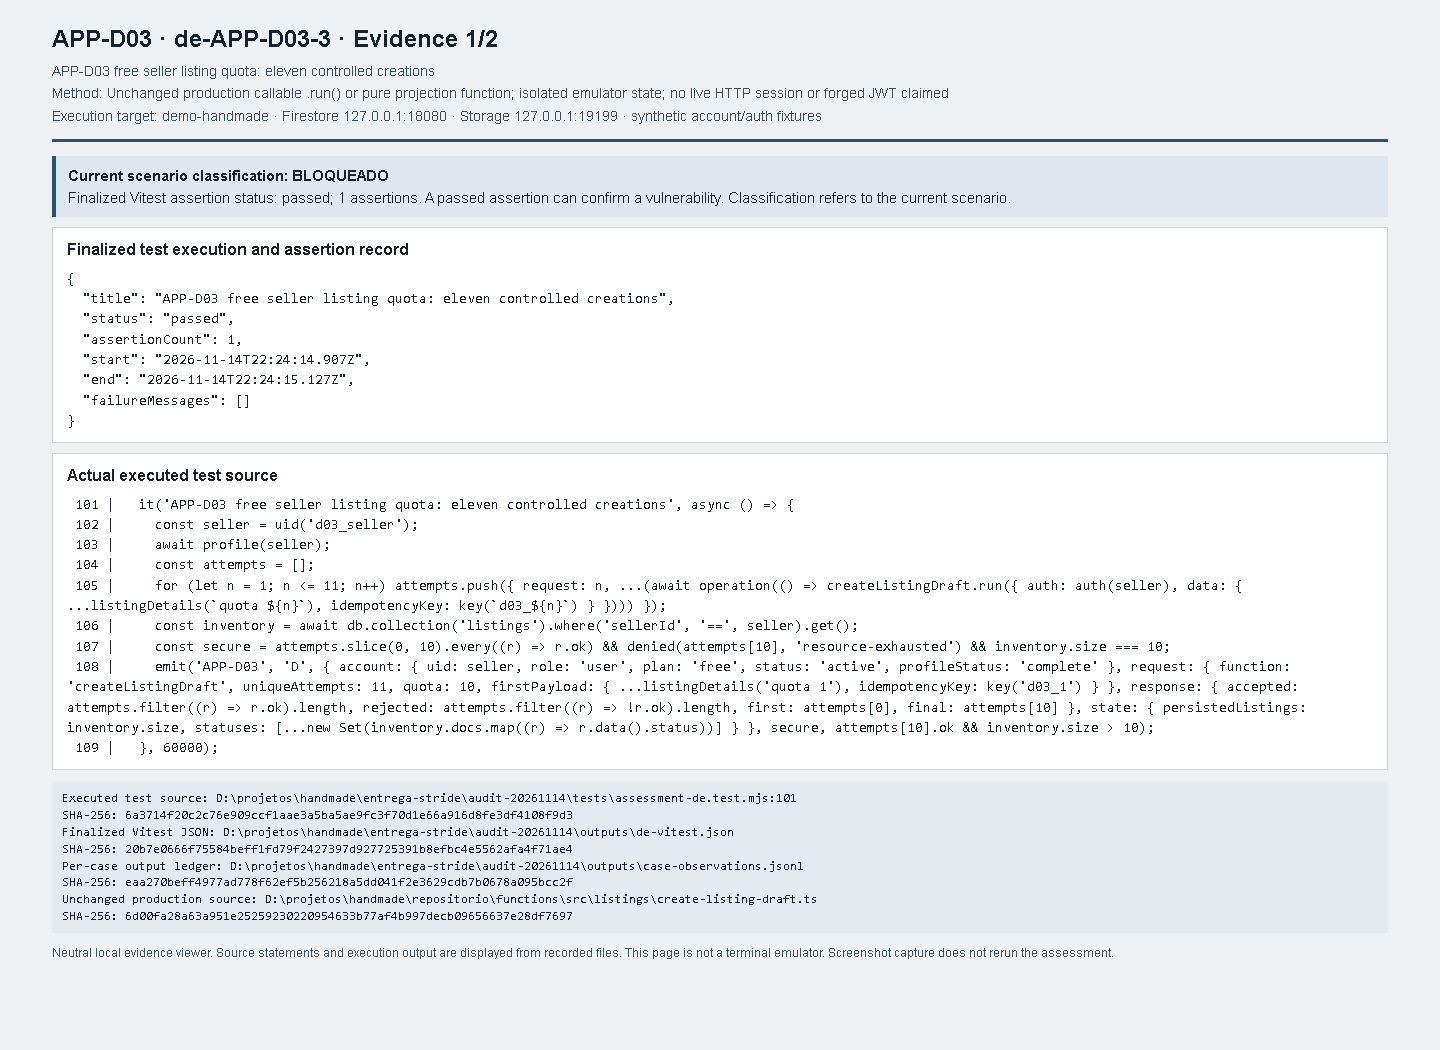 APP-D03 · de-APP-D03-3 · Evidence 1/2
APP-D03 free seller listing quota: eleven controlled creations
Method: Unchanged production callable .run() or pure projection function; isolated emulator state; no live HTTP session or forged JWT claimed
Execution target: demo-handmade · Firestore 127.0.0.1:18080 · Storage 127.0.0.1:19199 · synthetic account/auth fixtures
Current scenario classification: BLOQUEADO
Finalized Vitest assertion status: passed; 1 assertions. A passed assertion can confirm a vulnerability. Classification refers to the current scenario.
Finalized test execution and assertion record
{
  "title": "APP-D03 free seller listing quota: eleven controlled creations",
  "status": "passed",
  "assertionCount": 1,
  "start": "2026-11-14T22:24:14.907Z",
  "end": "2026-11-14T22:24:15.127Z",
  "failureMessages": []
}
Actual executed test source
101 |   it('APP-D03 free seller listing quota: eleven controlled creations', async () => {
102 |     const seller = uid('d03_seller');
103 |     await profile(seller);
104 |     const attempts = [];
105 |     for (let n = 1; n <= 11; n++) attempts.push({ request: n, ...(await operation(() => createListingDraft.run({ auth: auth(seller), data: {
...listingDetails(`quota ${n}`), idempotencyKey: key(`d03_${n}`) } }))) });
106 |     const inventory = await db.collection('listings').where('sellerId', '==', seller).get();
107 |     const secure = attempts.slice(0, 10).every((r) => r.ok) && denied(attempts[10], 'resource-exhausted') && inventory.size === 10;
108 |     emit('APP-D03', 'D', { account: { uid: seller, role: 'user', plan: 'free', status: 'active', profileStatus: 'complete' }, request: { function:
'createListingDraft', uniqueAttempts: 11, quota: 10, firstPayload: { ...listingDetails('quota 1'), idempotencyKey: key('d03_1') } }, response: { accepted:
attempts.filter((r) => r.ok).length, rejected: attempts.filter((r) => !r.ok).length, first: attempts[0], final: attempts[10] }, state: { persistedListings:
inventory.size, statuses: [...new Set(inventory.docs.map((r) => r.data().status))] } }, secure, attempts[10].ok && inventory.size > 10);
109 |   }, 60000);
Executed test source: D:\projetos\handmade\entrega-stride\audit-20261114\tests\assessment-de.test.mjs:101
SHA-256: 6a3714f20c2c76e909ccf1aae3a5ba5ae9fc3f70d1e66a916d8fe3df4108f9d3
Finalized Vitest JSON: D:\projetos\handmade\entrega-stride\audit-20261114\outputs\de-vitest.json
SHA-256: 20b7e0666f75584beff1fd79f2427397d927725391b8efbc4e5562afa4f71ae4
Per-case output ledger: D:\projetos\handmade\entrega-stride\audit-20261114\outputs\case-observations.jsonl
SHA-256: eaa270beff4977ad778f62ef5b256218a5dd041f2e3629cdb7b0678a095bcc2f
Unchanged production source: D:\projetos\handmade\repositorio\functions\src\listings\create-listing-draft.ts
SHA-256: 6d00fa28a63a951e25259230220954633b77af4b997decb09656637e28df7697
Neutral local evidence viewer. Source statements and execution output are displayed from recorded files. This page is not a terminal emulator. Screenshot capture does not rerun the assessment.